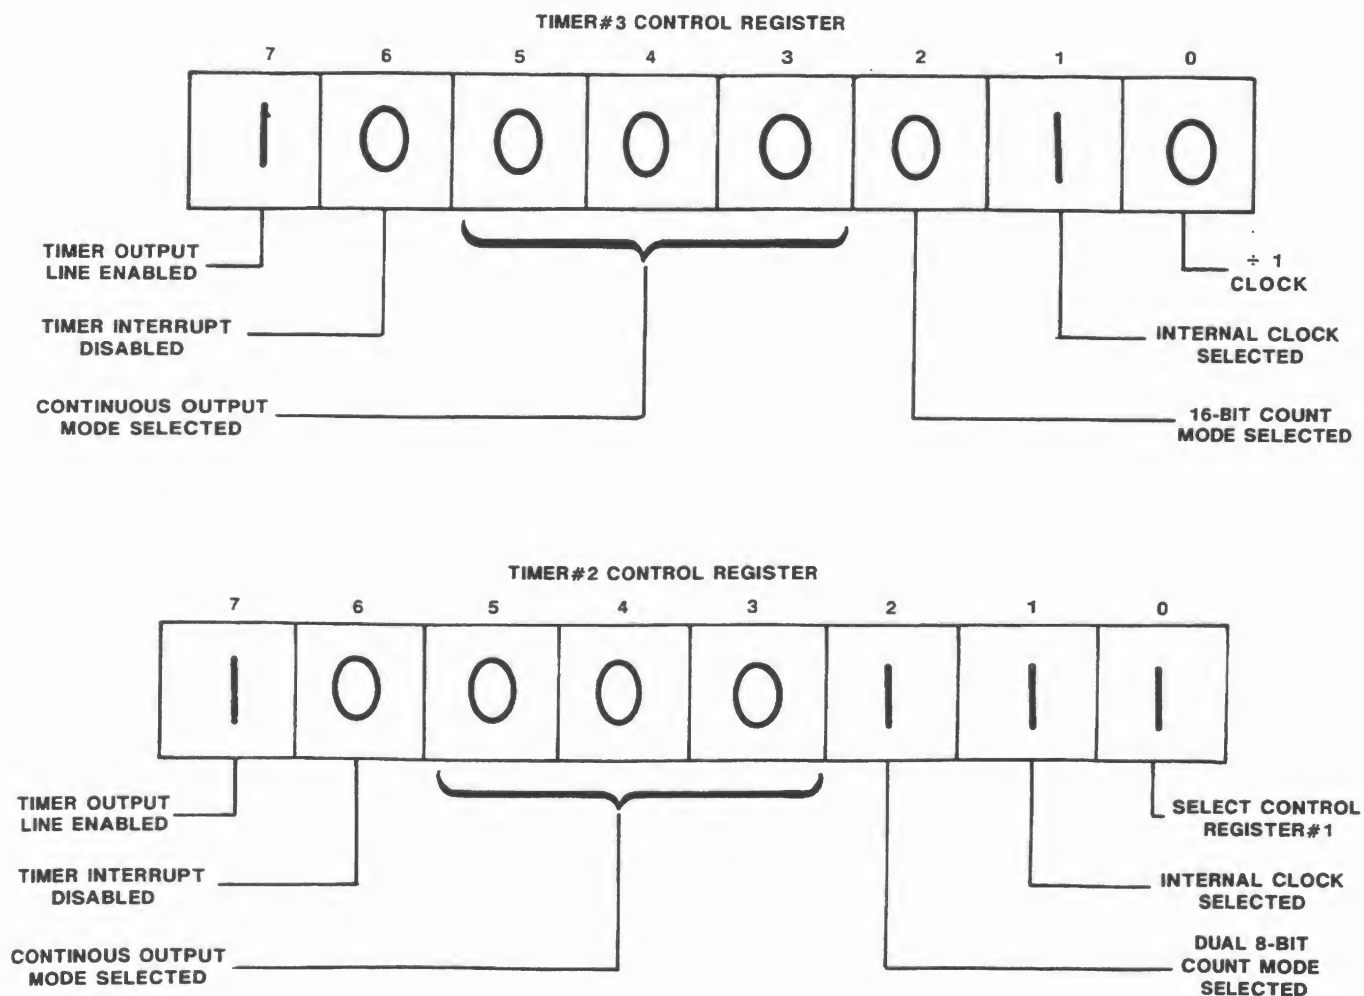 TIMER#3 CONTROL REGISTER
7 6 5 4 3 2 1 0
1 0 0 0 0 0 1 0
TIMER OUTPUT
LINE ENABLED
÷ 1
CLOCK
TIMER INTERRUPT
DISABLED
INTERNAL CLOCK
SELECTED
CONTINUOUS OUTPUT
MODE SELECTED
16-BIT COUNT
MODE SELECTED
TIMER#2 CONTROL REGISTER
7 6 5 4 3 2 1 0
1 0 0 0 0 1 1 1
TIMER OUTPUT
LINE ENABLED
SELECT CONTROL
REGISTER#1
TIMER INTERRUPT
DISABLED
INTERNAL CLOCK
SELECTED
CONTINOUS OUTPUT
MODE SELECTED
DUAL 8-BIT
COUNT MODE
SELECTED